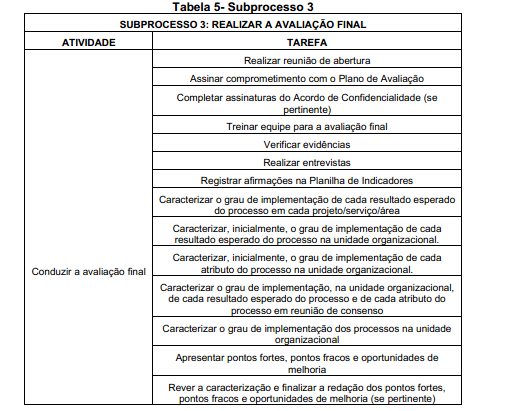 Tabela 5- Subprocesso 3
SUBPROCESSO 3: REALIZAR A AVALIAÇÃO FINAL
ATIVIDADE TAREFA
Conduzir a avaliação final
Realizar reunião de abertura
Assinar comprometimento com o Plano de Avaliação
Completar assinaturas do Acordo de Confidencialidade (se
pertinente)
Treinar equipe para a avaliação final
Verificar evidências
Realizar entrevistas
Registrar afirmações na Planilha de Indicadores
Caracterizar o grau de implementação de cada resultado esperado
do processo em cada projeto/serviço/área
Caracterizar, inicialmente, o grau de implementação de cada
resultado esperado do processo na unidade organizacional.
Caracterizar, inicialmente, o grau de implementação de cada
atributo do processo na unidade organizacional.
Caracterizar o grau de implementação, na unidade organizacional,
de cada resultado esperado do processo e de cada atributo do
processo em reunião de consenso
Caracterizar o grau de implementação dos processos na unidade
organizacional
Apresentar pontos fortes, pontos fracos e oportunidades de
melhoria
Rever a caracterização e finalizar a redação dos pontos fortes,
pontos fracos e oportunidades de melhoria (se pertinente)